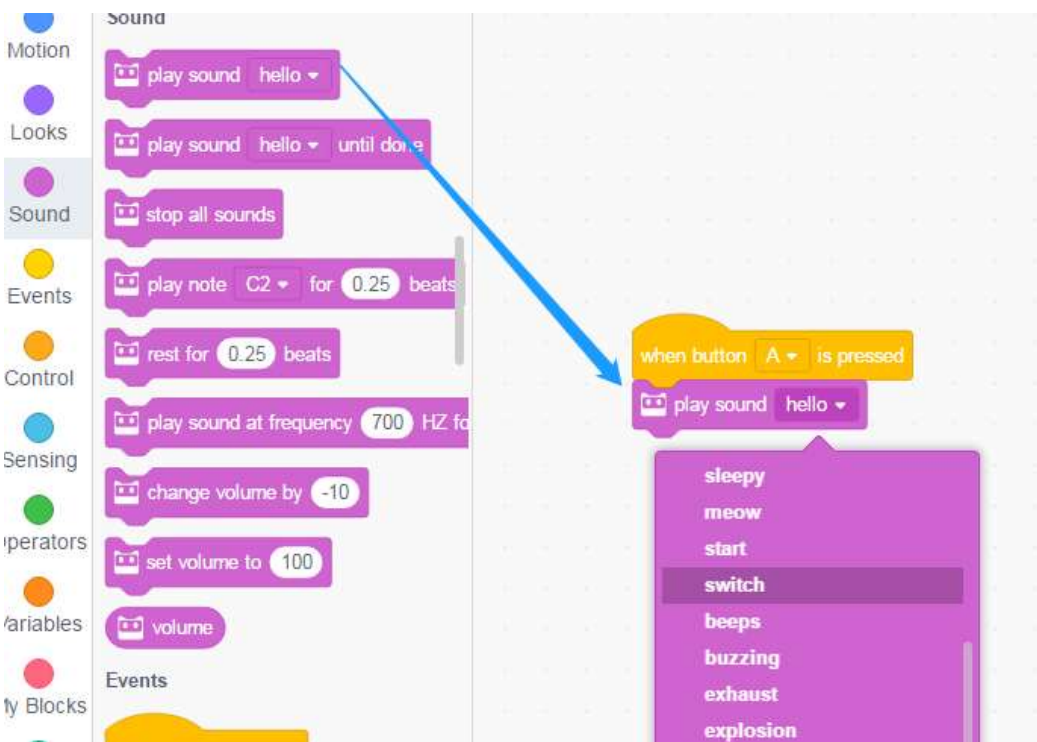 Sound
Motion
Looks
Sound
Events
Control
Sensing
perators
ariables
y Blocks
play sound hello
play sound hello until done
stop all sounds
play note C2 for 0.25 beats
rest for 0.25 beats
play sound at frequency 700 HZ fo
change volume by -10
set volume to 100
volume
Events
when button A is pressed
play sound hello
sleepy
meow
start
switch
beeps
buzzing
exhaust
explosion